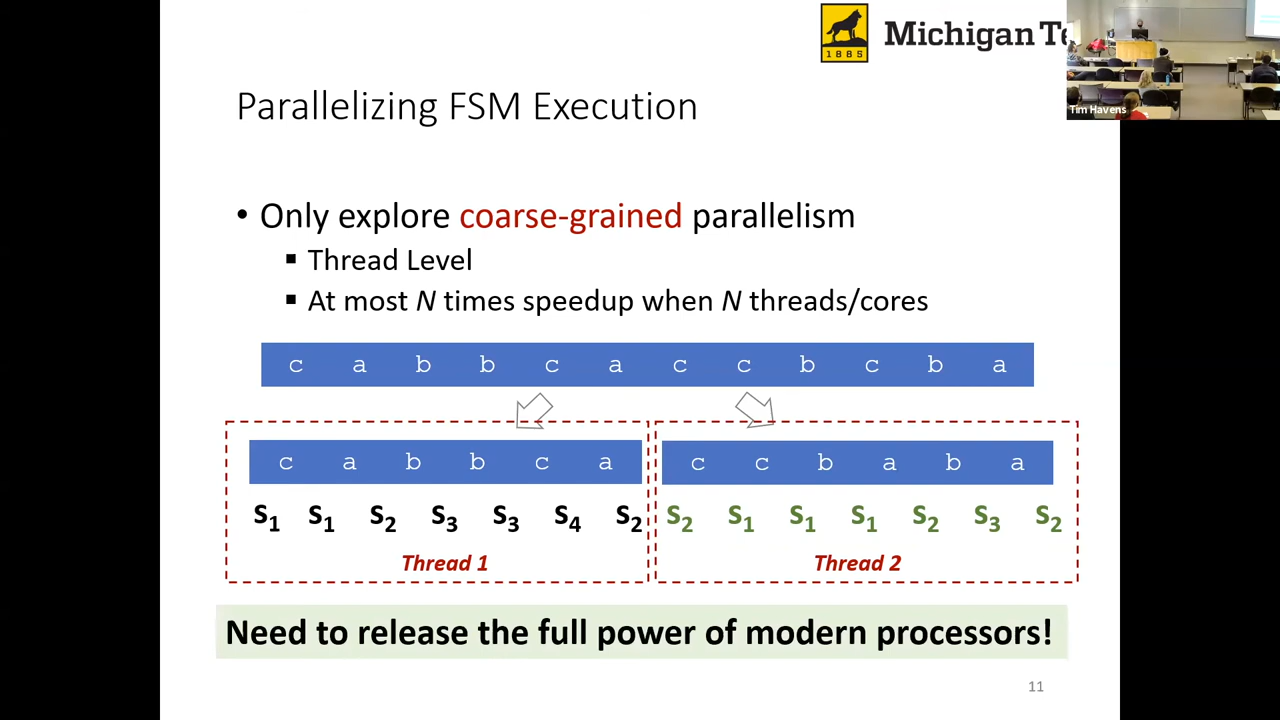 1885
Michigan Te
Tim Havens
Parallelizing FSM Execution
• Only explore coarse-grained parallelism
▪ Thread Level
▪ At most N times speedup when N threads/cores
c a b b c a c c b c b a
c a b b c a
c c b a b a
S1 S1 S2 S3 S3 S4 S2
S2 S1 S1 S1 S2 S3 S2
Thread 1
Thread 2
Need to release the full power of modern processors!
11